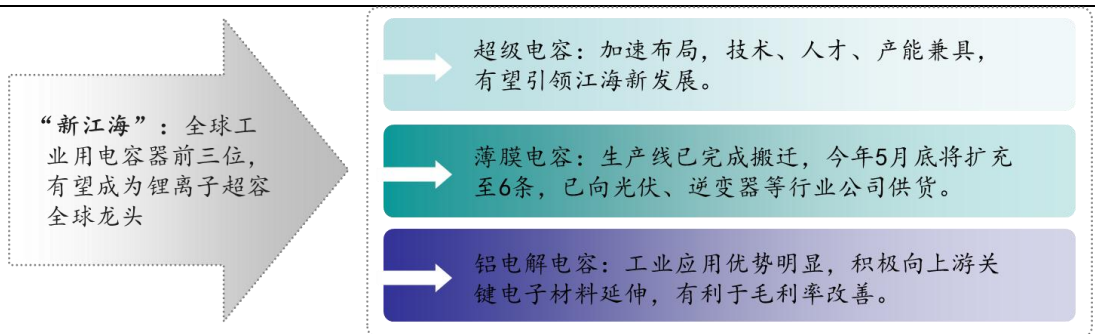 “新江海”：全球工
业用电容器前三位，
有望成为锂离子超容
全球龙头
超级电容：加速布局，技术、人才、产能兼具，
有望引领江海新发展。
薄膜电容：生产线已完成搬迁，今年5月底将扩充
至6条，已向光伏、逆变器等行业公司供货。
铝电解电容：工业应用优势明显，积极向上游关
键电子材料延伸，有利于毛利率改善。